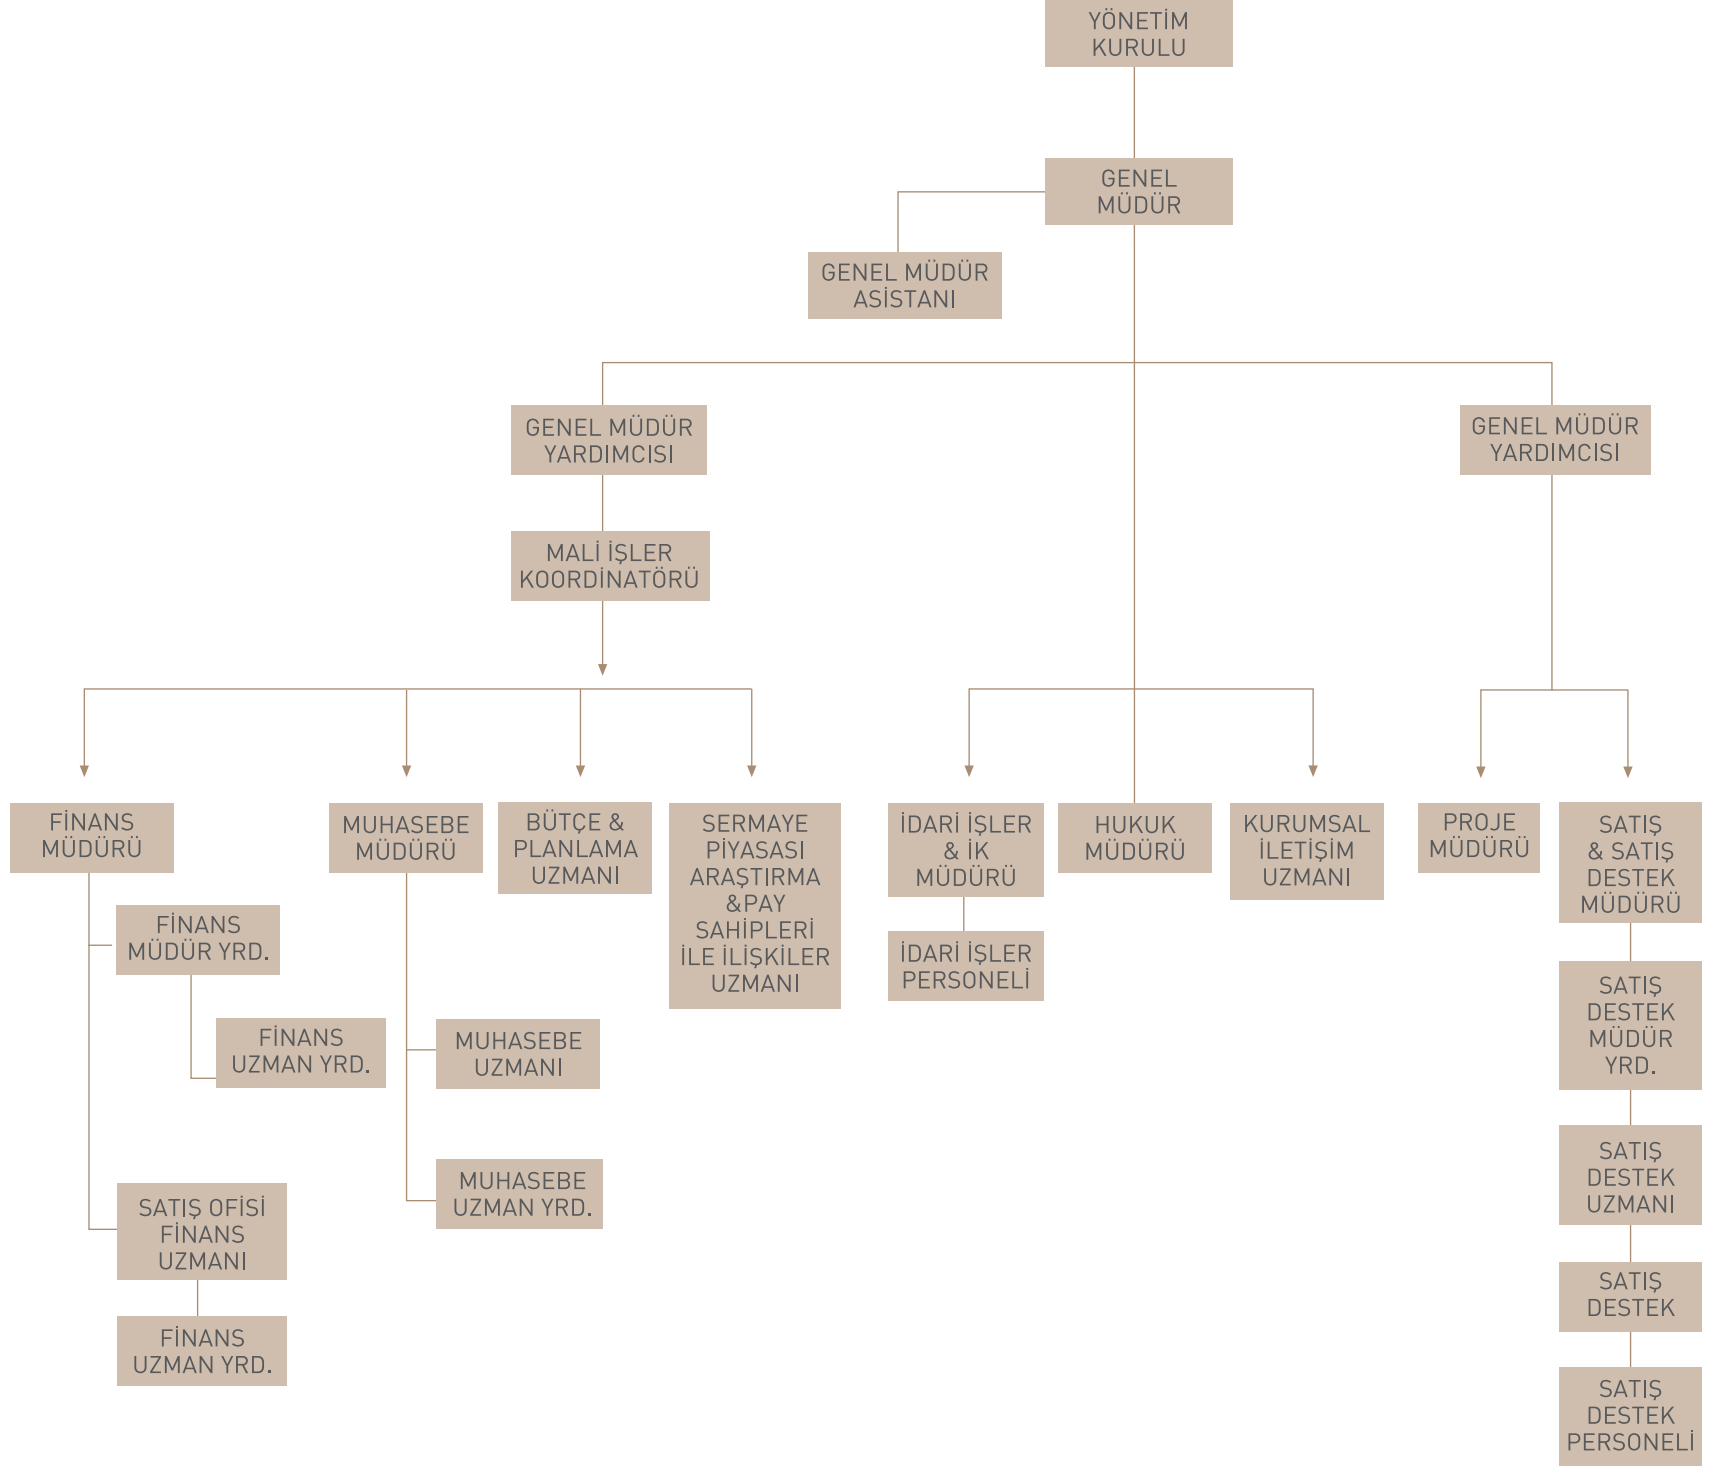 YÖNETİM
KURULU
GENEL
MÜDÜR
GENEL MÜDÜR
ASİSTANI
GENEL MÜDÜR
YARDIMCISI
GENEL MÜDÜR
YARDIMCISI
MALİ İŞLER
KOORDİNATÖRÜ
FİNANS
MÜDÜRÜ
MUHASEBE
MÜDÜRÜ
BÜTÇE &
PLANLAMA
UZMANI
SERMAYE
PİYASASI
ARAŞTIRMA
&PAY
SAHİPLERİ
İLE İLİŞKİLER
UZMANI
İDARİ İŞLER
& İK
MÜDÜRÜ
HUKUK
MÜDÜRÜ
KURUMSAL
İLETİŞİM
UZMANI
PROJE
MÜDÜRÜ
SATIŞ
& SATIŞ
DESTEK
MÜDÜRÜ
FİNANS
MÜDÜR YRD.
İDARİ İŞLER
PERSONELİ
SATIŞ
DESTEK
MÜDÜR
YRD.
FİNANS
UZMAN YRD.
MUHASEBE
UZMANI
SATIŞ
DESTEK
UZMANI
MUHASEBE
UZMAN YRD.
SATIŞ OFİSİ
FİNANS
UZMANI
SATIŞ
DESTEK
FİNANS
UZMAN YRD.
SATIŞ
DESTEK
PERSONELİ